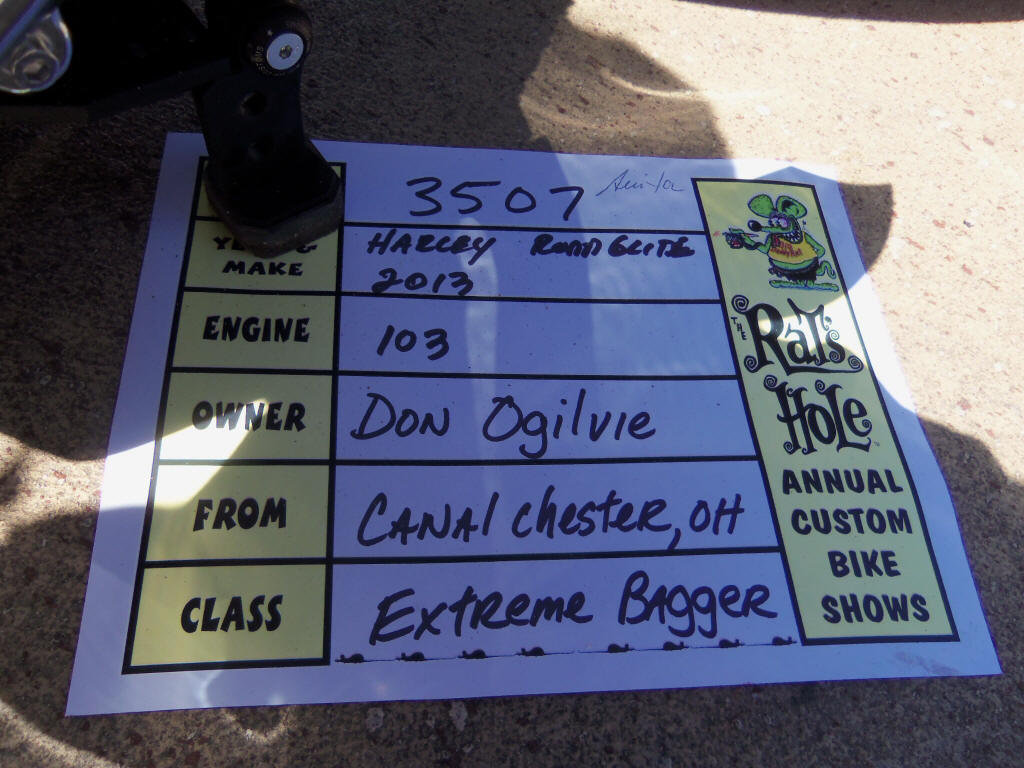 3507
MAKE
HARLEY ROAD GLIDE
2013
ENGINE 103
OWNER DON Ogilvie
FROM CANAl chester, OH
CLASS Extreme BAgger
THE
RAT's
HOLE
ANNUAL
CUSTOM
BIKE
SHOWS